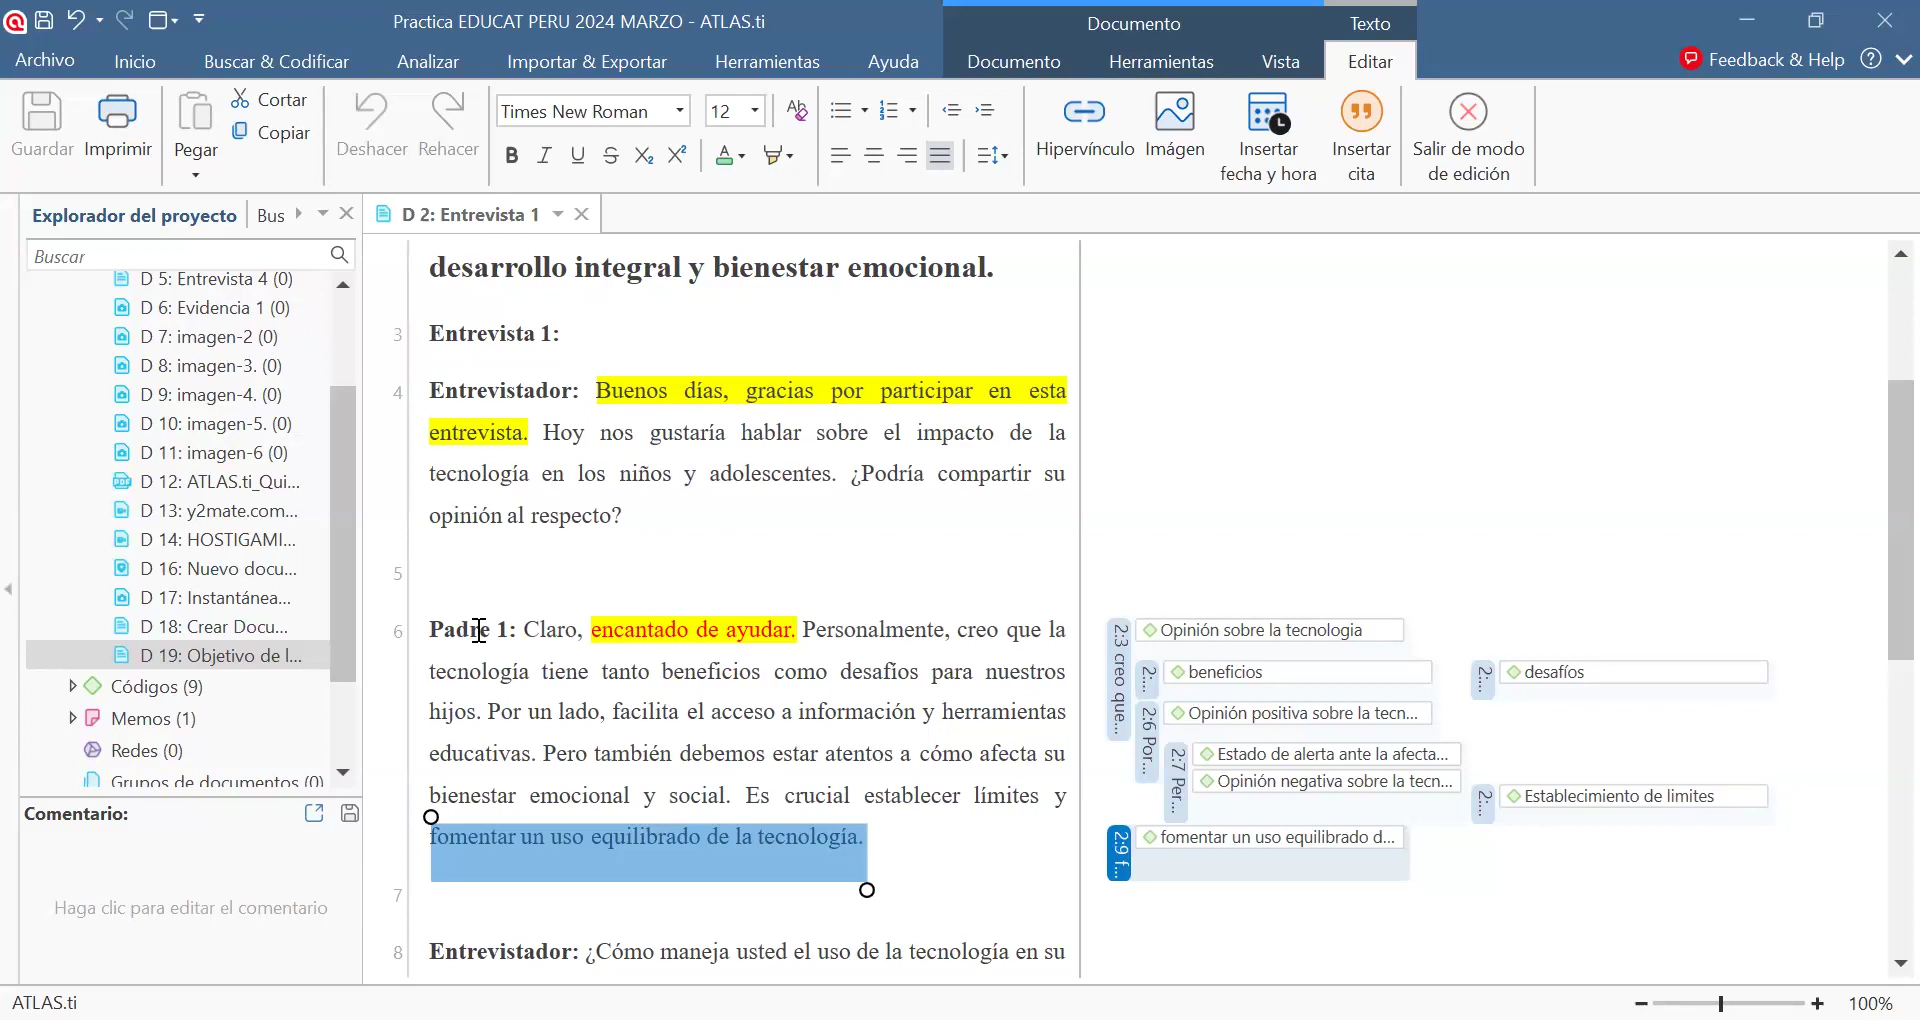 Practica EDUCAT PERU 2024 MARZO - ATLAS.ti
Documento
Texto
Archivo
Inicio
Buscar & Codificar
Analizar
Importar & Exportar
Herramientas
Ayuda
Documento
Herramientas
Vista
Editar
Feedback & Help
Guardar
Imprimir
Pegar
Cortar
Copiar
Deshacer
Rehacer
Times New Roman
12
Hipervínculo
Imágen
Insertar
fecha y hora
Insertar
cita
Salir de modo
de edición
Explorador del proyecto
Bus
D 2: Entrevista 1
Buscar
D 5: Entrevista 4 (0)
D 6: Evidencia 1 (0)
D 7: imagen-2 (0)
D 8: imagen-3. (0)
D 9: imagen-4. (0)
D 10: imagen-5. (0)
D 11: imagen-6 (0)
D 12: ATLAS.ti_Qui...
D 13: y2mate.com...
D 14: HOSTIGAMI...
D 16: Nuevo docu...
D 17: Instantánea...
D 18: Crear Docu...
D 19: Objetivo de l...
Códigos (9)
Memos (1)
Redes (0)
Grupos de documentos (0)
Comentario:
Haga clic para editar el comentario
desarrollo integral y bienestar emocional.
3 Entrevista 1:
4 Entrevistador: Buenos días, gracias por participar en esta
entrevista. Hoy nos gustaría hablar sobre el impacto de la
tecnología en los niños y adolescentes. ¿Podría compartir su
opinión al respecto?
5
6 Padre 1: Claro, encantado de ayudar. Personalmente, creo que la
tecnología tiene tanto beneficios como desafíos para nuestros
hijos. Por un lado, facilita el acceso a información y herramientas
educativas. Pero también debemos estar atentos a cómo afecta su
bienestar emocional y social. Es crucial establecer límites y
fomentar un uso equilibrado de la tecnología.
7
8 Entrevistador: ¿Cómo maneja usted el uso de la tecnología en su
2:3 creo que...
Opinión sobre la tecnologia
2:...
beneficios
2:...
desafíos
2:6 Por...
Opinión positiva sobre la tecn...
2:7 Per...
Estado de alerta ante la afecta...
Opinión negativa sobre la tecn...
2:...
Establecimiento de limites
2:9 f...
fomentar un uso equilibrado d...
ATLAS.ti
100%